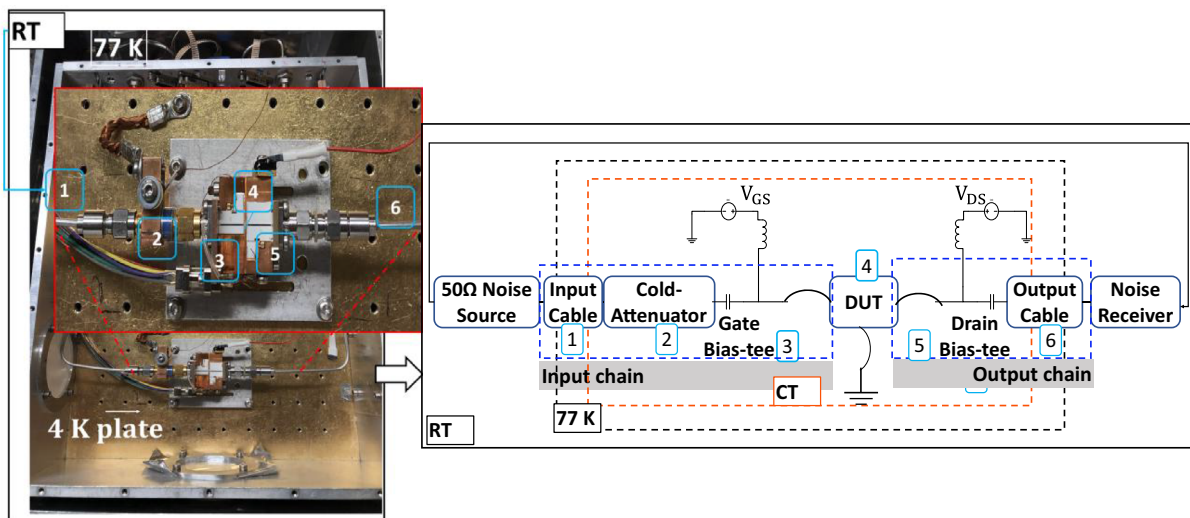 RT
77 K
1
2
3
4
5
6
4 K plate
V_GS
V_DS
50Ω Noise
Source
Input
Cable
1
Cold-
Attenuator
2
Gate
Bias-tee
3
4
DUT
5
Drain
Bias-tee
Output
Cable
6
Noise
Receiver
Input chain
Output chain
CT
77 K
RT